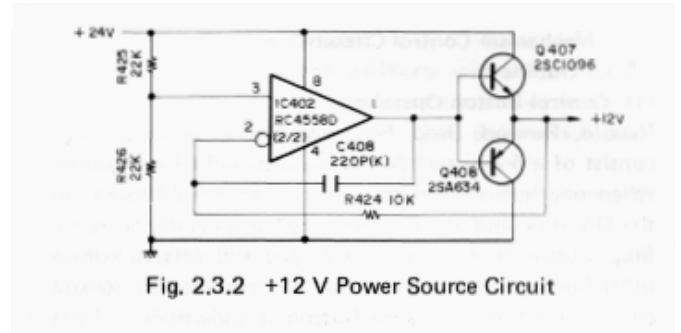 + 24V
R425
22K
3
8
IC402
RC4558D
(2/2)
1
2
4
Q407
2SC1096
+12V
C408
220P(K)
Q408
2SA634
R426
22K
R424 10K
Fig. 2.3.2 +12 V Power Source Circuit